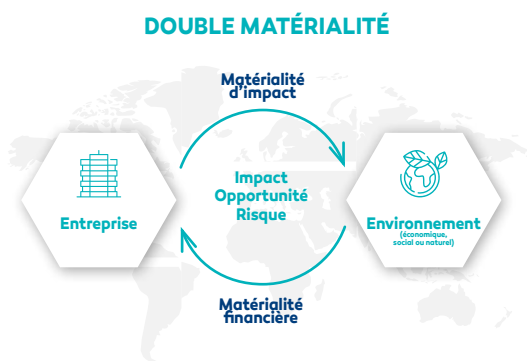 DOUBLE MATÉRIALITÉ
Matérialité
d'impact
Impact
Opportunité
Risque
Entreprise
Environnement
(économique,
social ou naturel)
Matérialité
financière